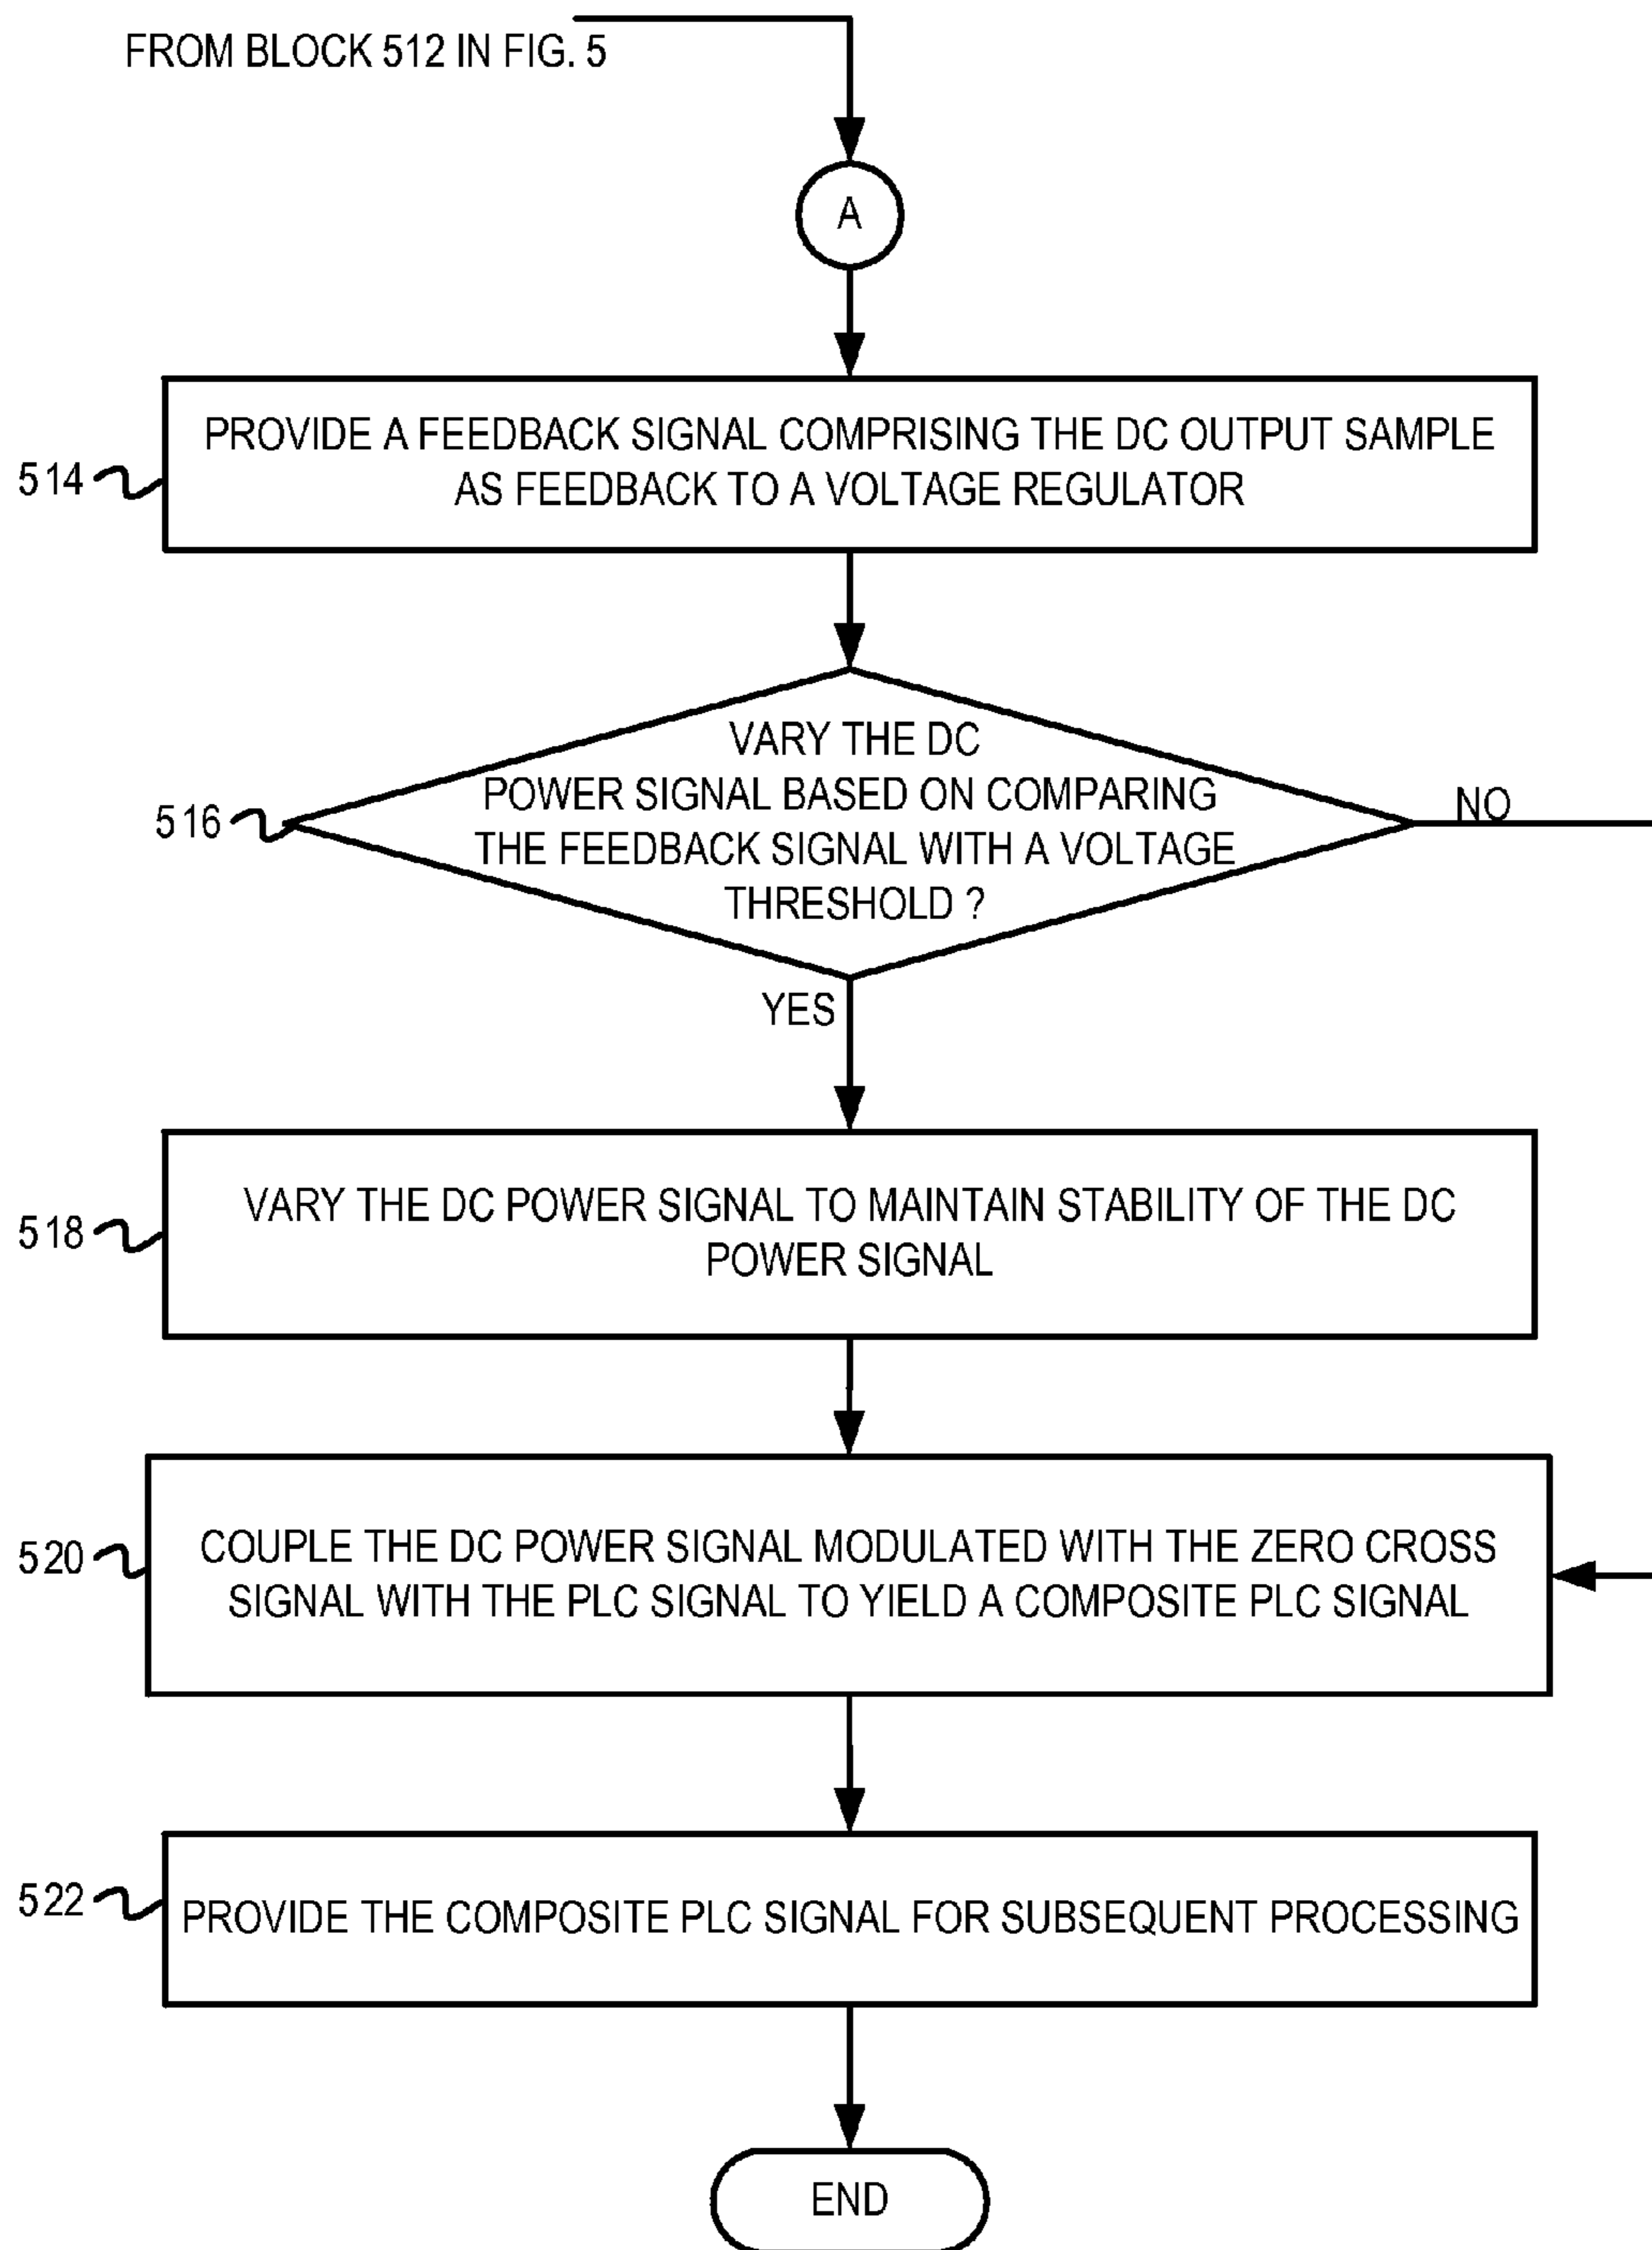 FROM BLOCK 512 IN FIG. 5
A
514
PROVIDE A FEEDBACK SIGNAL COMPRISING THE DC OUTPUT SAMPLE
AS FEEDBACK TO A VOLTAGE REGULATOR
516
VARY THE DC
POWER SIGNAL BASED ON COMPARING
THE FEEDBACK SIGNAL WITH A VOLTAGE
THRESHOLD ?
NO
YES
518
VARY THE DC POWER SIGNAL TO MAINTAIN STABILITY OF THE DC
POWER SIGNAL
520
COUPLE THE DC POWER SIGNAL MODULATED WITH THE ZERO CROSS
SIGNAL WITH THE PLC SIGNAL TO YIELD A COMPOSITE PLC SIGNAL
522
PROVIDE THE COMPOSITE PLC SIGNAL FOR SUBSEQUENT PROCESSING
END